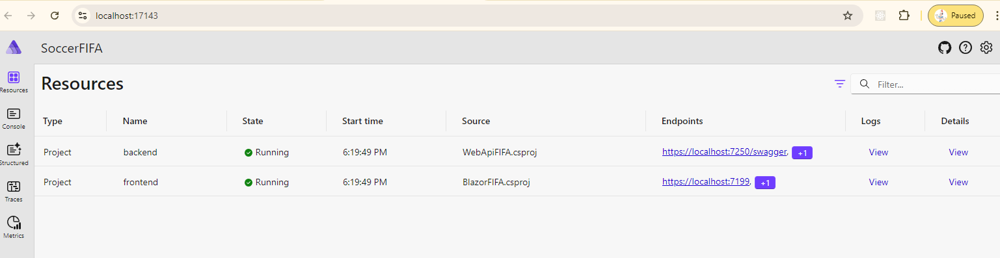 localhost:17143
Paused
SoccerFIFA
Resources
Resources
Filter...
Console
Structured
Traces
Metrics
Type Name State Start time Source Endpoints Logs Details
Project backend Running 6:19:49 PM WebApiFIFA.csproj https://localhost:7250/swagger, +1 View View
Project frontend Running 6:19:49 PM BlazorFIFA.csproj https://localhost:7199, +1 View View